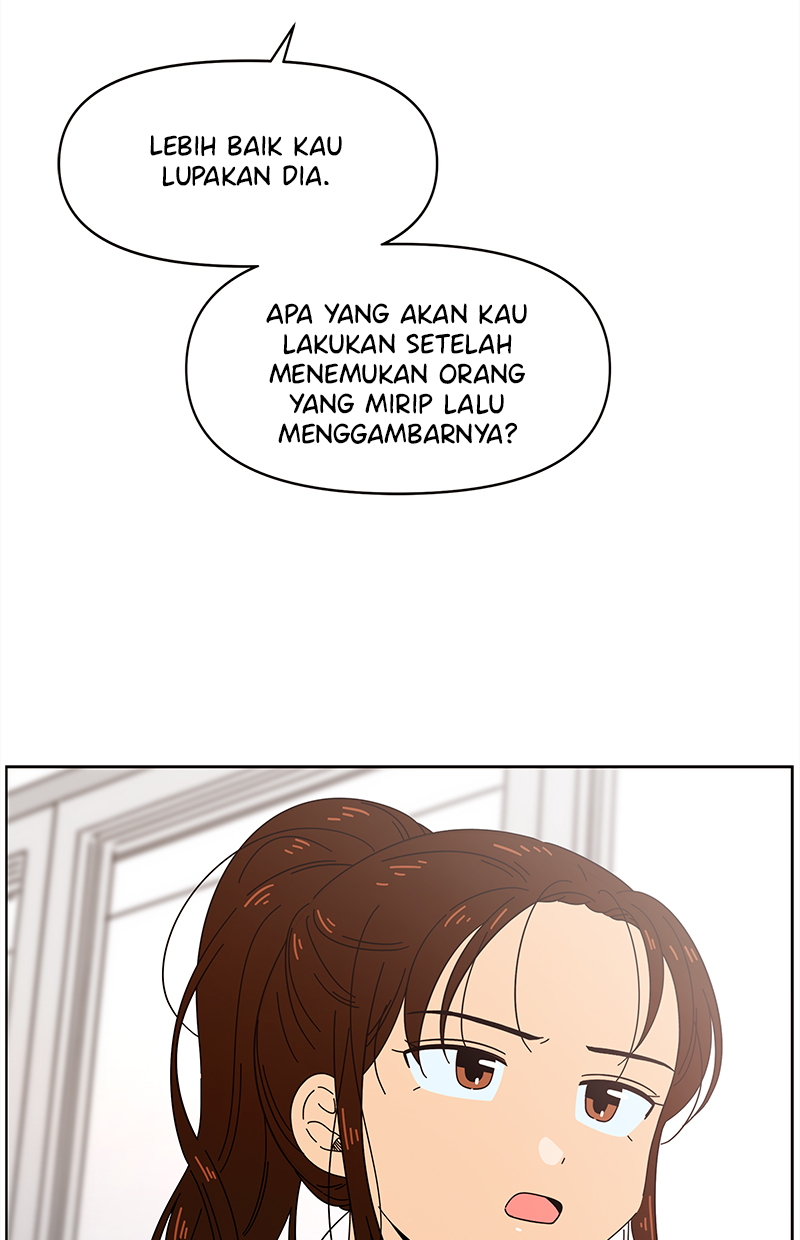 LEBIH BAIK KAU
LUPAKAN DIA.
APA YANG AKAN KAU
LAKUKAN SETELAH
MENEMUKAN ORANG
YANG MIRIP LALU
MENGGAMBARNYA?